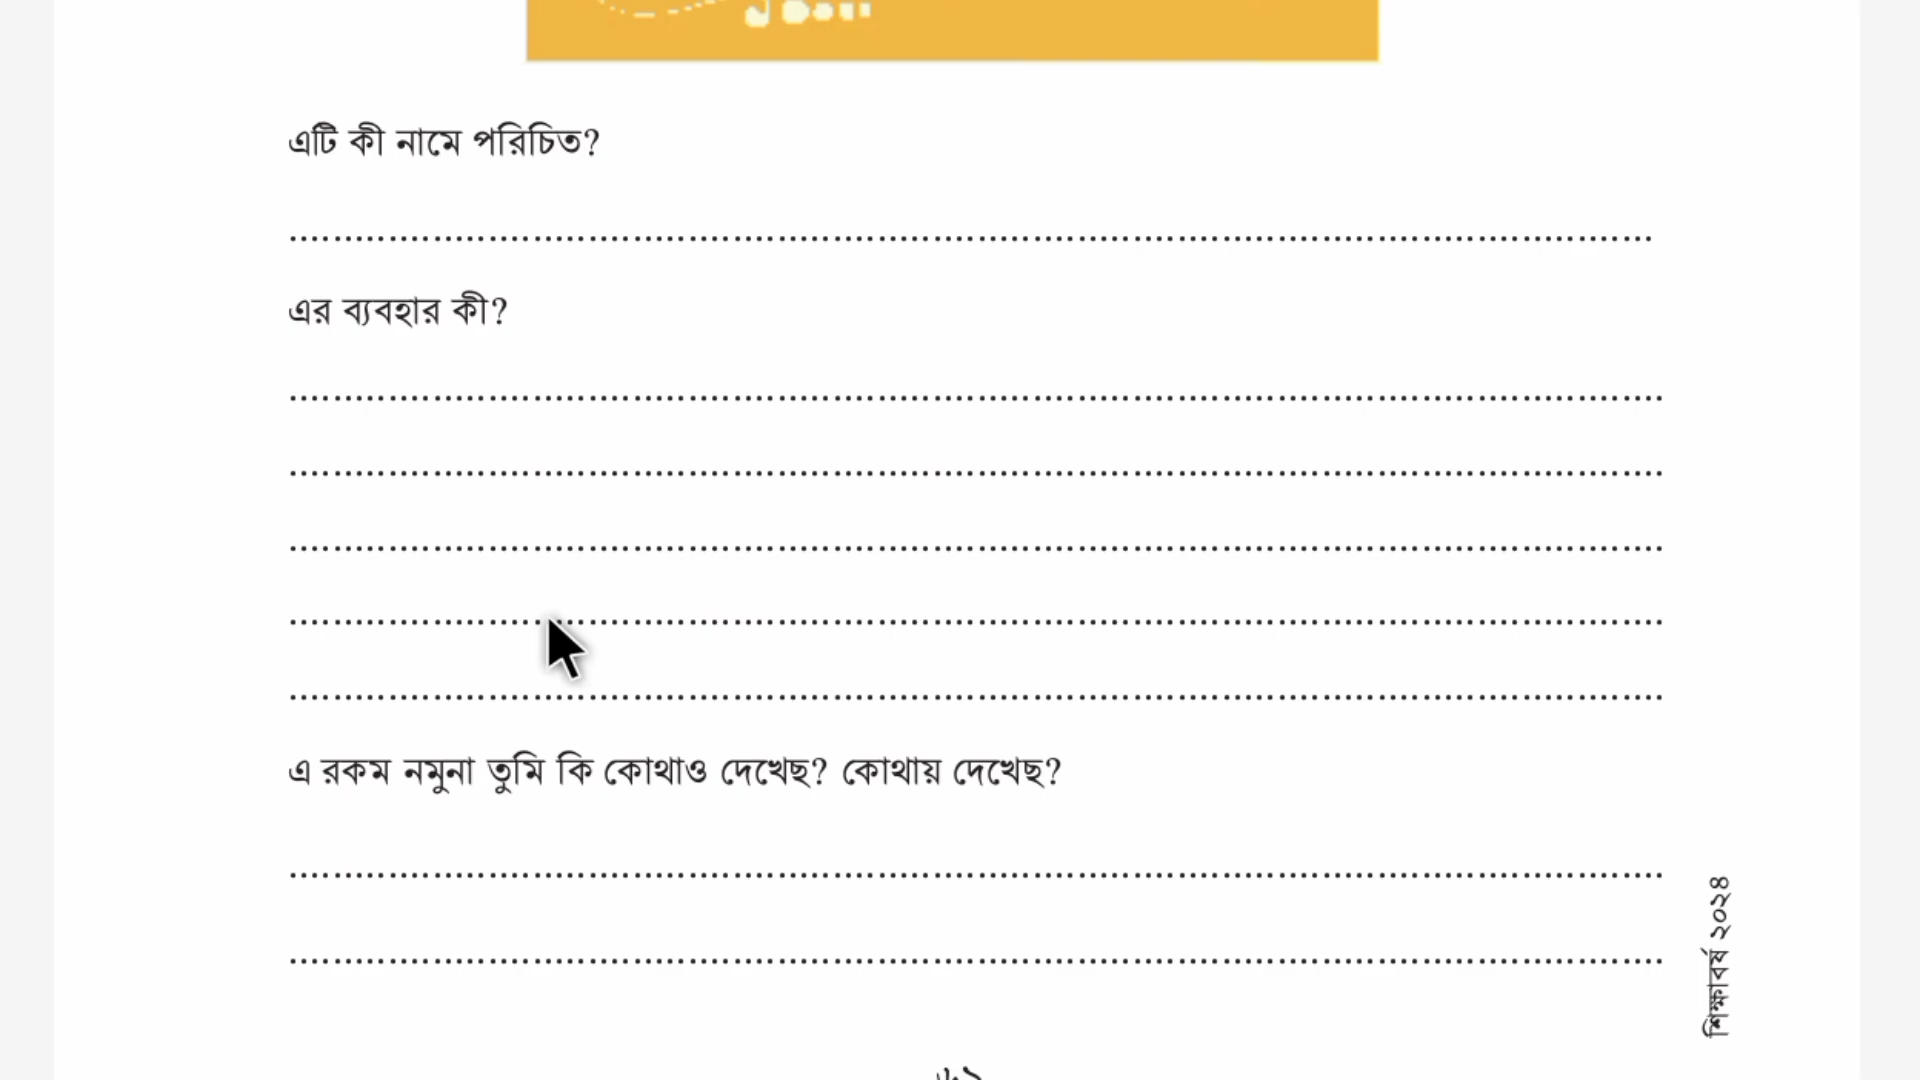 এটি কী নামে পরিচিত?
এর ব্যবহার কী?
এ রকম নমুনা তুমি কি কোথাও দেখেছ? কোথায় দেখেছ?
শিক্ষাবর্ষ ২০২৪